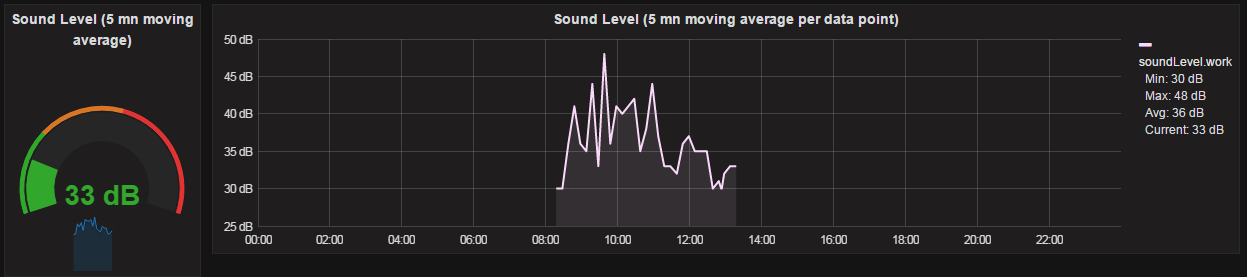 Sound Level (5 mn moving
average)
33 dB
Sound Level (5 mn moving average per data point)
50 dB
45 dB
40 dB
35 dB
30 dB
25 dB
00:00 02:00 04:00 06:00 08:00 10:00 12:00 14:00 16:00 18:00 20:00 22:00
soundLevel.work
Min: 30 dB
Max: 48 dB
Avg: 36 dB
Current: 33 dB